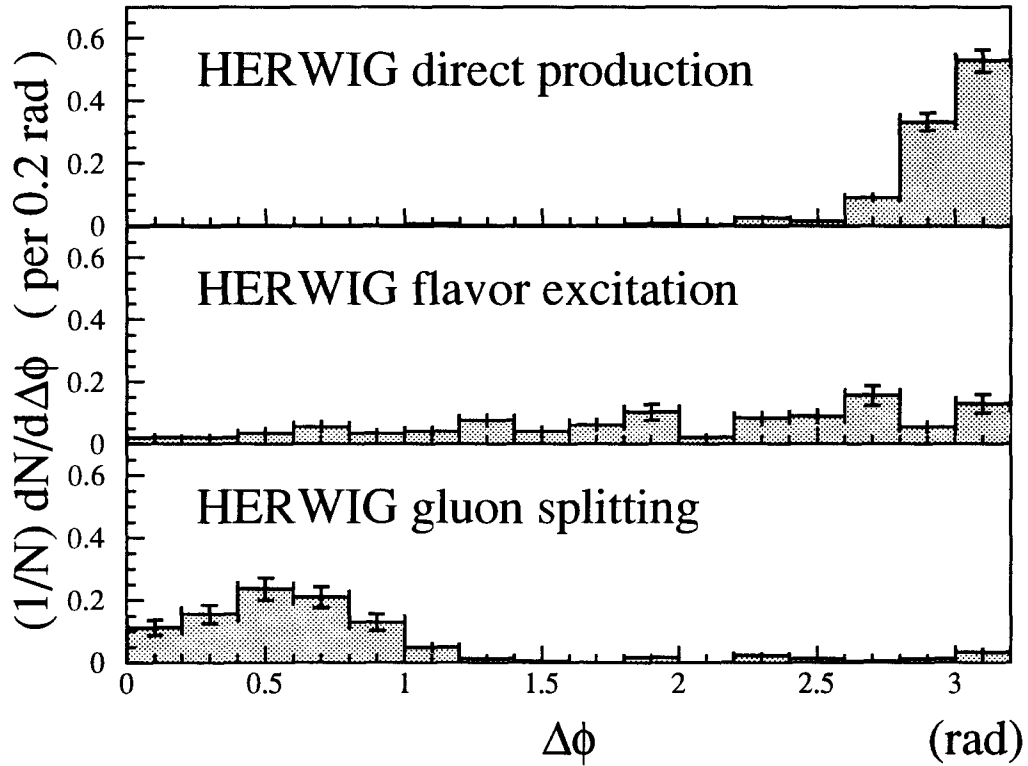 (1/N) dN/dΔϕ ( per 0.2 rad )
0.6
0.4
0.2
0
HERWIG direct production
0.6
0.4
0.2
0
HERWIG flavor excitation
0.6
0.4
0.2
0
HERWIG gluon splitting
0 0.5 1 1.5 2 2.5 3
Δϕ (rad)